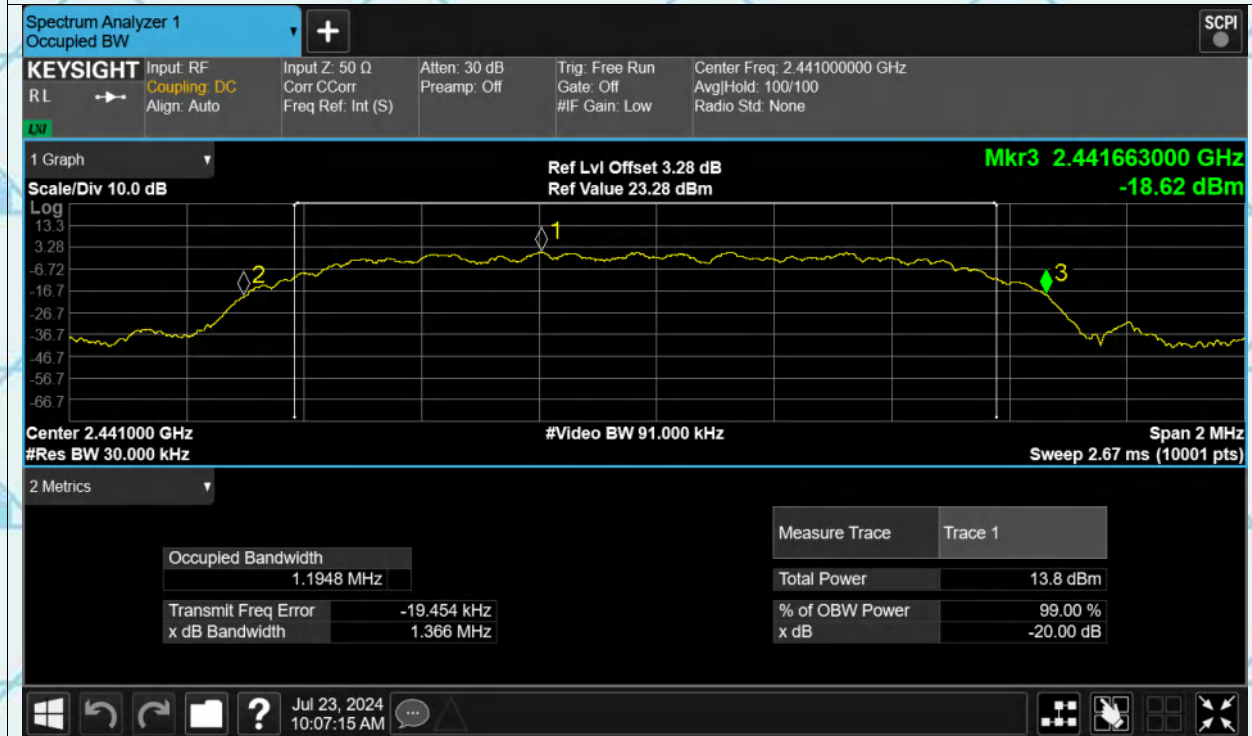 Spectrum Analyzer 1
Occupied BW
SCPI
KEYSIGHT
RL
LXI
Input: RF
Coupling: DC
Align: Auto
Input Z: 50 Ω
Corr CCorr
Freq Ref: Int (S)
Atten: 30 dB
Preamp: Off
Trig: Free Run
Gate: Off
#IF Gain: Low
Center Freq: 2.441000000 GHz
Avg|Hold: 100/100
Radio Std: None
1 Graph
Scale/Div 10.0 dB
Ref Lvl Offset 3.28 dB
Ref Value 23.28 dBm
Mkr3 2.441663000 GHz
-18.62 dBm
Log
13.3
3.28
-6.72
-16.7
-26.7
-36.7
-46.7
-56.7
-66.7
1
2
3
Center 2.441000 GHz
#Video BW 91.000 kHz
Span 2 MHz
#Res BW 30.000 kHz
Sweep 2.67 ms (10001 pts)
2 Metrics
Occupied Bandwidth
1.1948 MHz
Transmit Freq Error -19.454 kHz
x dB Bandwidth 1.366 MHz
Measure Trace Trace 1
Total Power 13.8 dBm
% of OBW Power 99.00 %
x dB -20.00 dB
?
Jul 23, 2024
10:07:15 AM